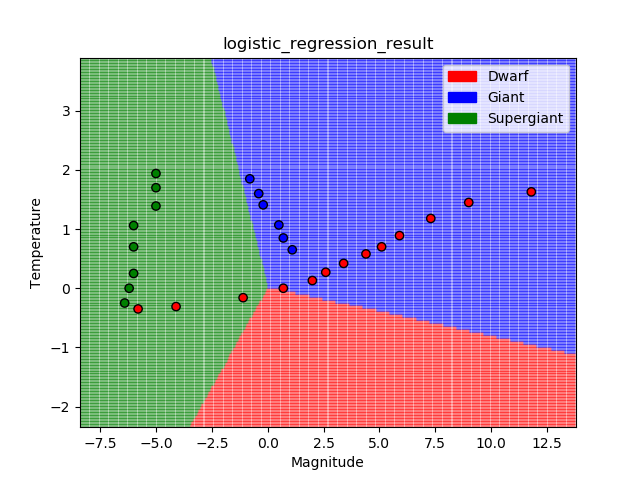 logistic_regression_result
Dwarf
Giant
Supergiant
3
2
1
0
−1
−2
Temperature
−7.5 −5.0 −2.5 0.0 2.5 5.0 7.5 10.0 12.5
Magnitude